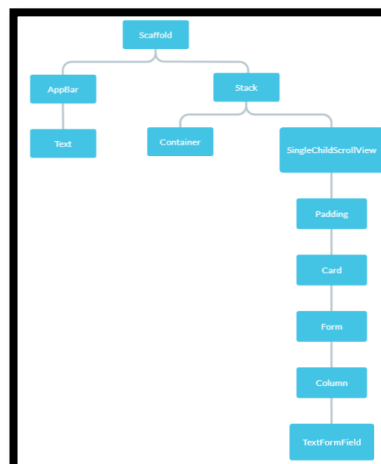 Scaffold
AppBar
Stack
Text
Container
SingleChildScrollView
Padding
Card
Form
Column
TextFormField